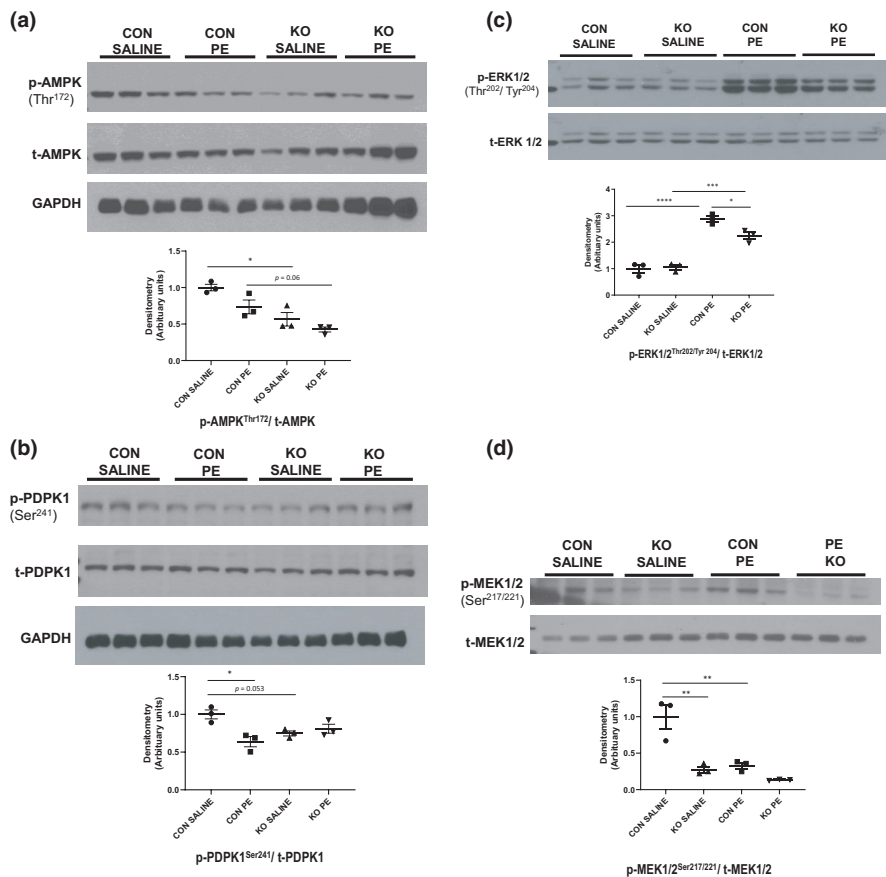 (a)
CON SALINE
CON PE
KO SALINE
KO PE
p-AMPK
(Thr172)
t-AMPK
GAPDH
1.5
1.0
0.5
0.0
Densitometry
(Arbituary units)
*
p = 0.06
CON SALINE
CON PE
KO SALINE
KO PE
p-AMPKThr172/ t-AMPK
(b)
CON SALINE
CON PE
KO SALINE
KO PE
p-PDPK1
(Ser241)
t-PDPK1
GAPDH
1.5
1.0
0.5
0.0
Densitometry
(Arbituary units)
*
p = 0.053
CON SALINE
CON PE
KO SALINE
KO PE
p-PDPK1Ser241/ t-PDPK1
(c)
CON SALINE
KO SALINE
CON PE
KO PE
p-ERK1/2
(Thr202/ Tyr204)
t-ERK 1/2
4
3
2
1
0
Densitometry
(Arbituary units)
***
****
*
CON SALINE
KO SALINE
CON PE
KO PE
p-ERK1/2Thr202/Tyr 204/ t-ERK1/2
(d)
CON SALINE
KO SALINE
CON PE
PE KO
p-MEK1/2
(Ser217/221)
t-MEK1/2
1.5
1.0
0.5
0.0
Densitometry
(Arbituary units)
**
**
CON SALINE
KO SALINE
CON PE
KO PE
p-MEK1/2Ser217/221/ t-MEK1/2